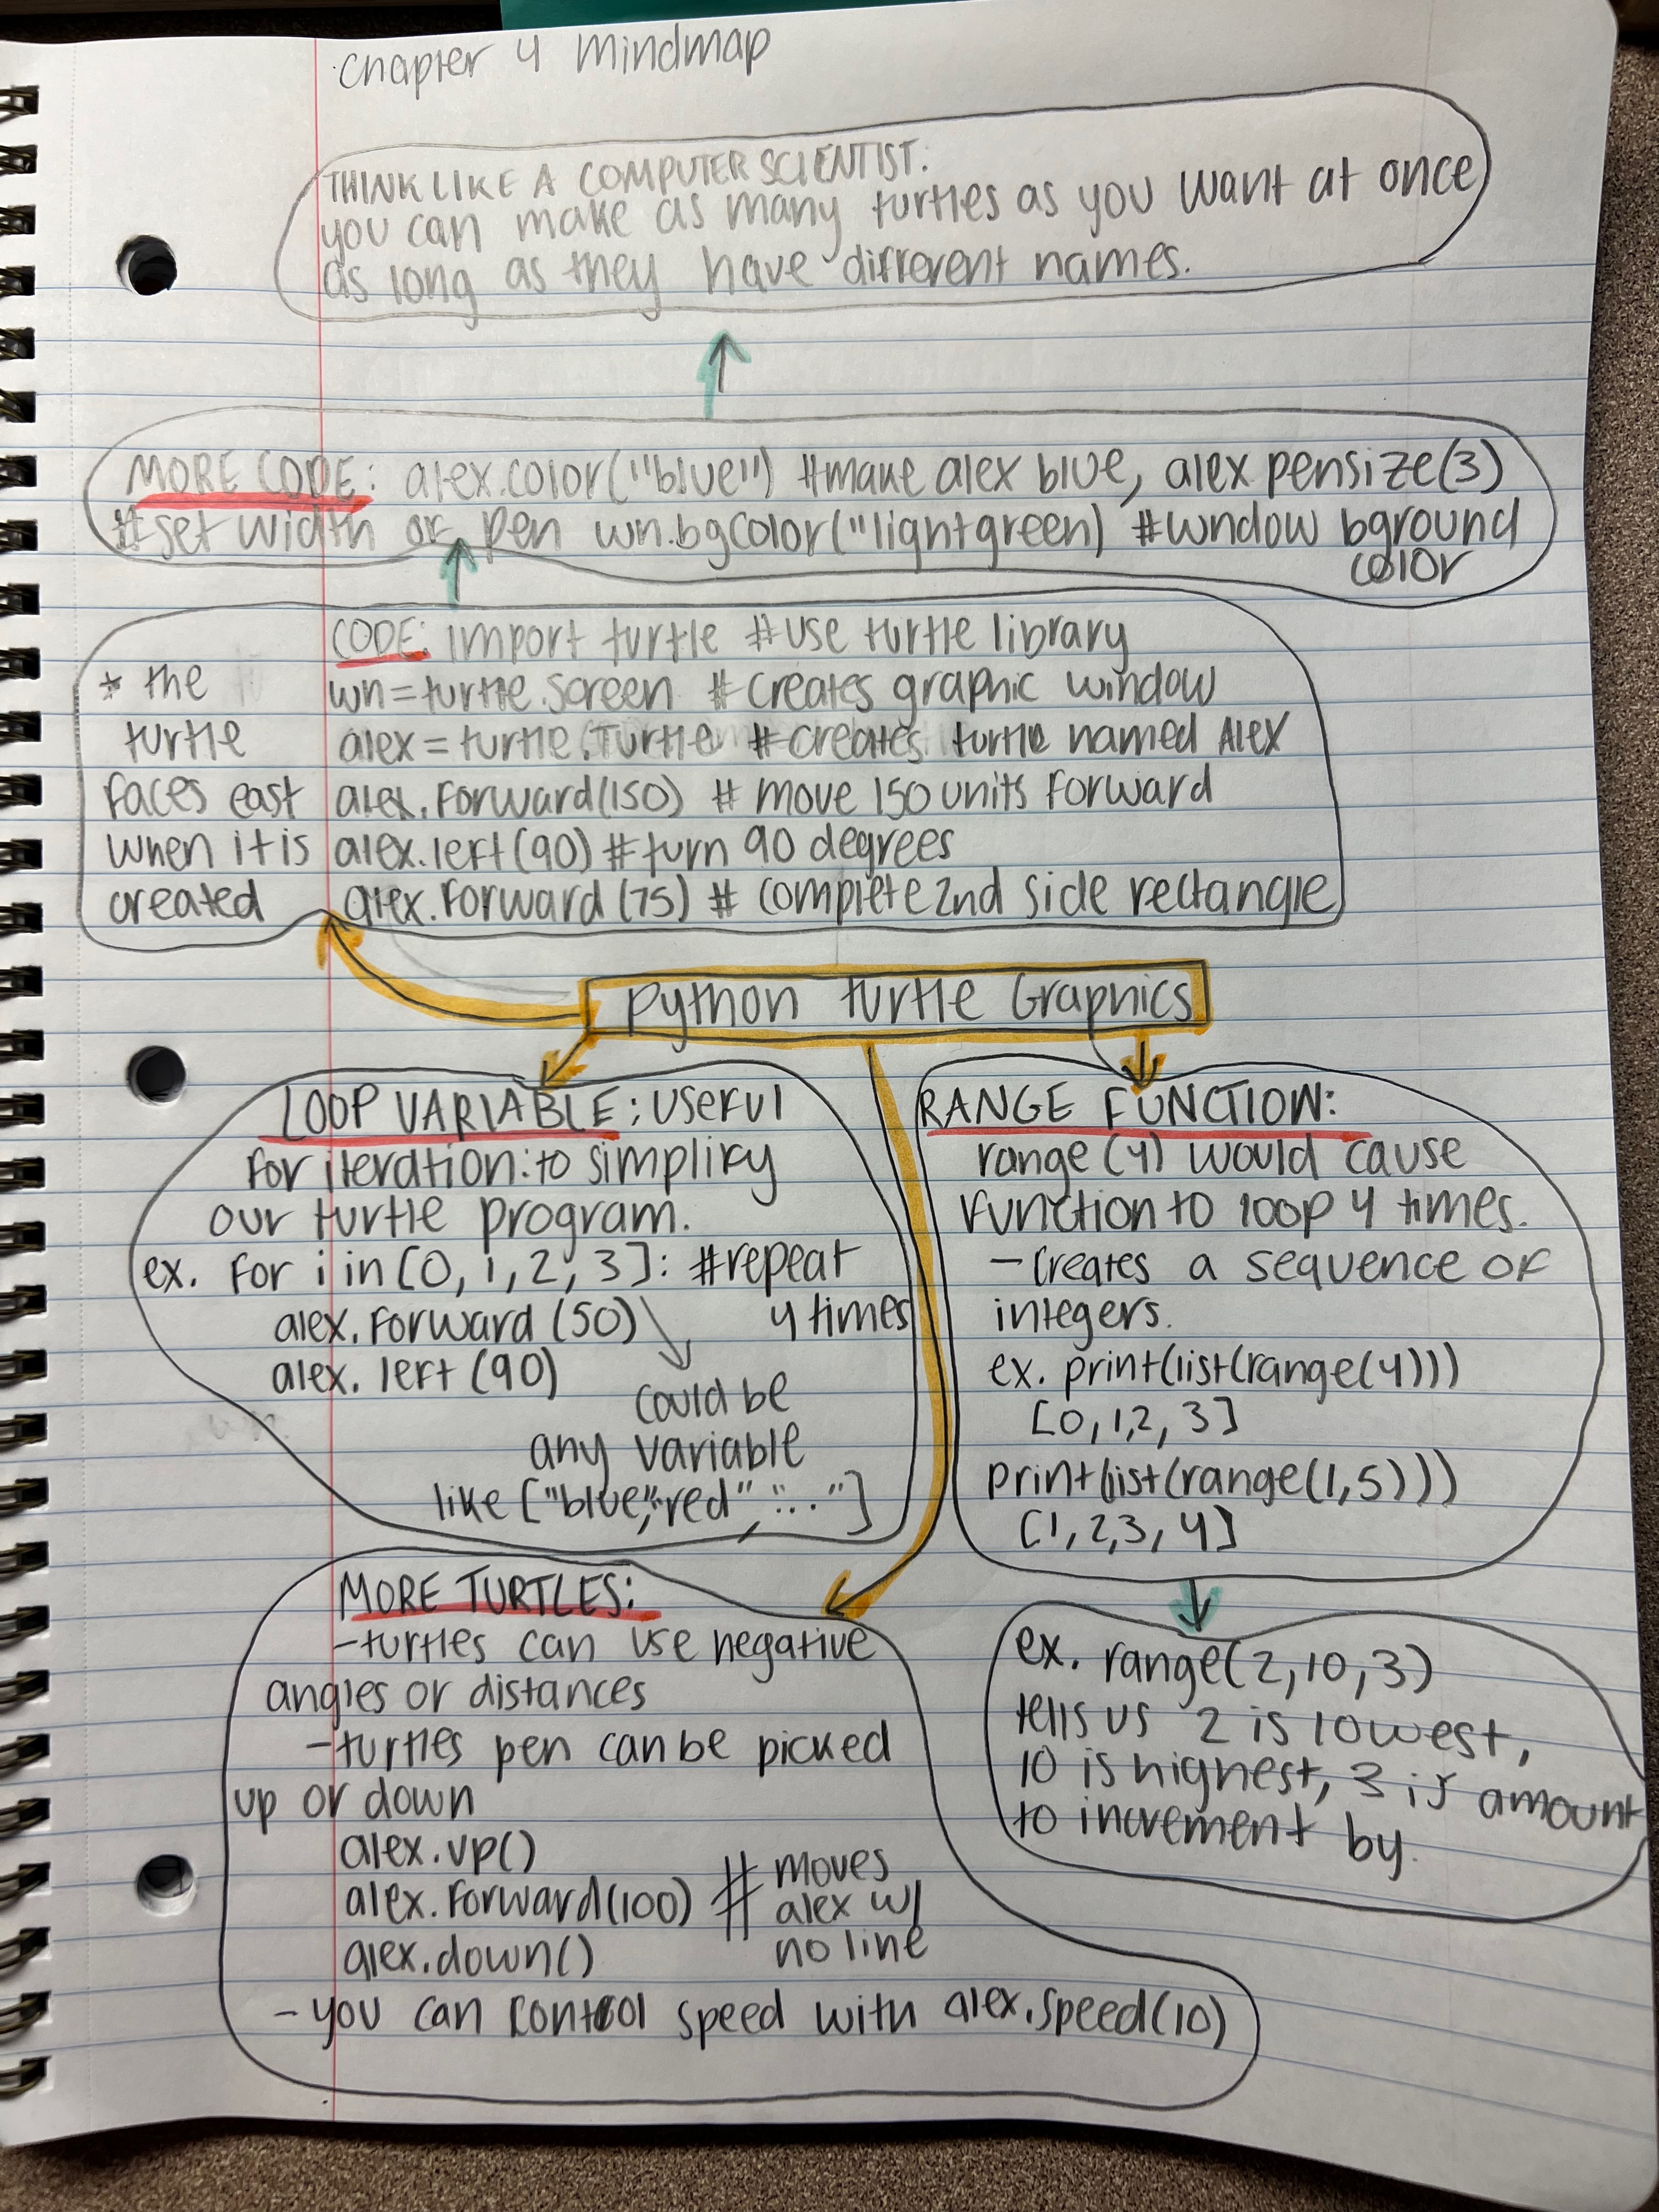 Chapter 4 Mindmap
THINK LIKE A COMPUTER SCIENTIST:
you can make as many turtles as you want at once
as long as they have different names.
MORE CODE: alex.color("blue") #make alex blue, alex pensize(3)
#set width of pen wn.bgcolor("lightgreen) #wndow bground
color
CODE: import turtle #use turtle library
* the wn=turtle.screen # creates graphic window
turtle alex = turtle.Turtle # creates turtle named Alex
faces east alex.forward(150) # move 150 units forward
when it is alex.left(90) #turn 90 degrees
created alex.forward(75) # complete 2nd side rectangle
Python turtle Graphics
LOOP VARIABLE: useful
for iteration: to simplify
our turtle program.
ex. for i in [0, 1, 2, 3]: #repeat
alex.forward(50) 4 times
alex.left(90)
could be
any variable
like ["blue","red", "..."]
RANGE FUNCTION:
range(4) would cause
function to loop 4 times.
- creates a sequence of
integers.
ex. print(list(range(4)))
[0, 1, 2, 3]
print(list(range(1,5)))
[1, 2, 3, 4]
MORE TURTLES:
-turtles can use negative
angles or distances
-turtles pen can be picked
up or down
alex.up()
alex.forward(100) # moves
alex w/
alex.down() no line
- you can control speed with alex.speed(10)
ex. range(2,10,3)
tells us 2 is lowest,
10 is highest, 3 is amount
to increment by.